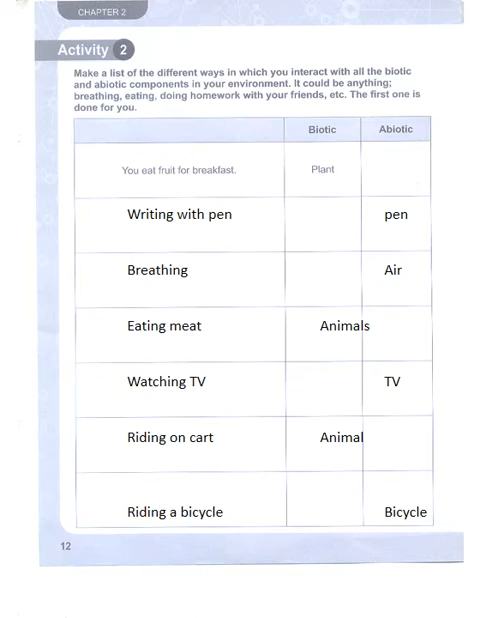 CHAPTER 2
Activity 2
Make a list of the different ways in which you interact with all the biotic
and abiotic components in your environment. It could be anything;
breathing, eating, doing homework with your friends, etc. The first one is
done for you.
Biotic Abiotic
You eat fruit for breakfast. Plant
Writing with pen pen
Breathing Air
Eating meat Animals
Watching TV TV
Riding on cart Animal
Riding a bicycle Bicycle
12